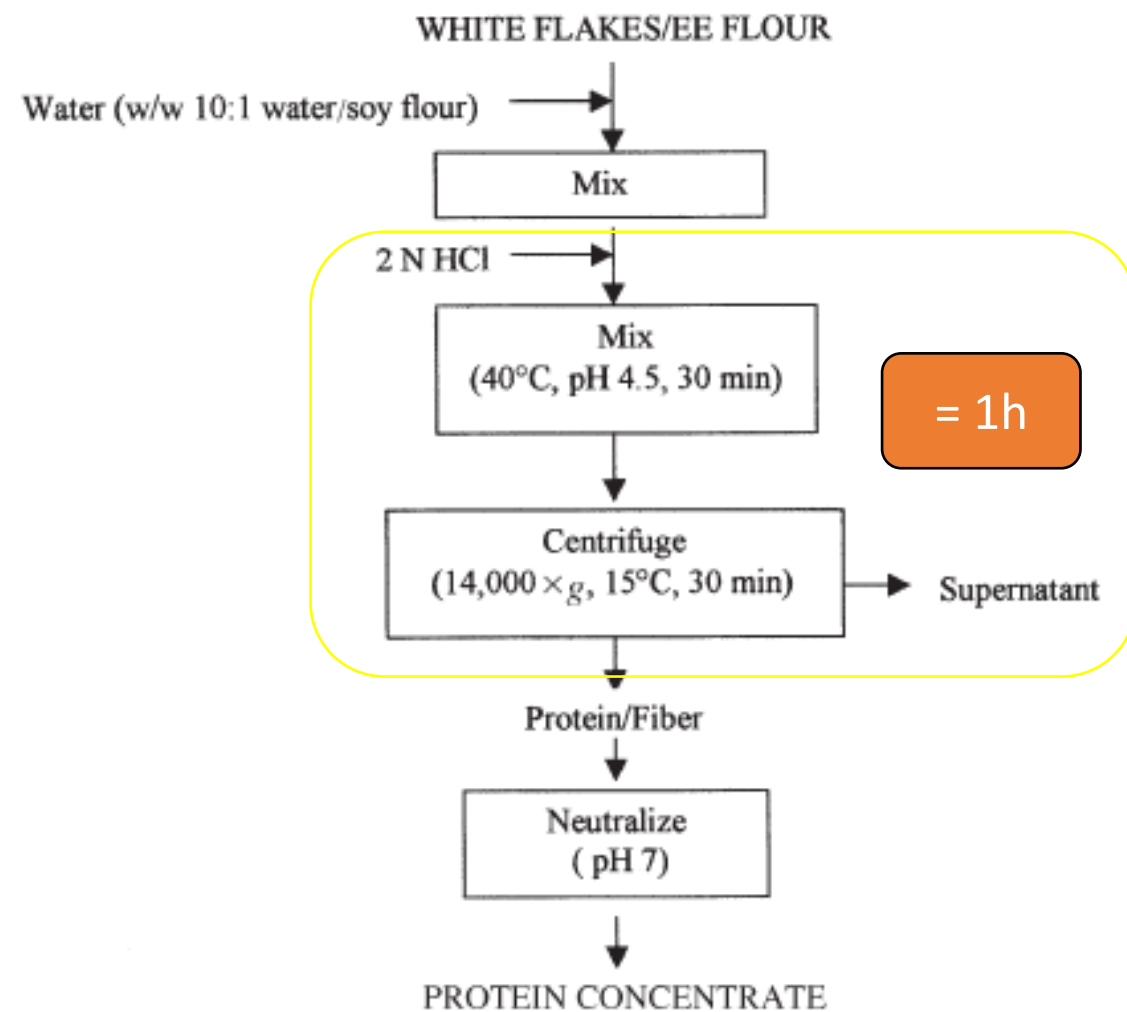 WHITE FLAKES/EE FLOUR
Water (w/w 10:1 water/soy flour)
Mix
2 N HCl
Mix
(40°C, pH 4.5, 30 min)
= 1h
Centrifuge
(14,000 × g, 15°C, 30 min)
Supernatant
Protein/Fiber
Neutralize
( pH 7)
PROTEIN CONCENTRATE